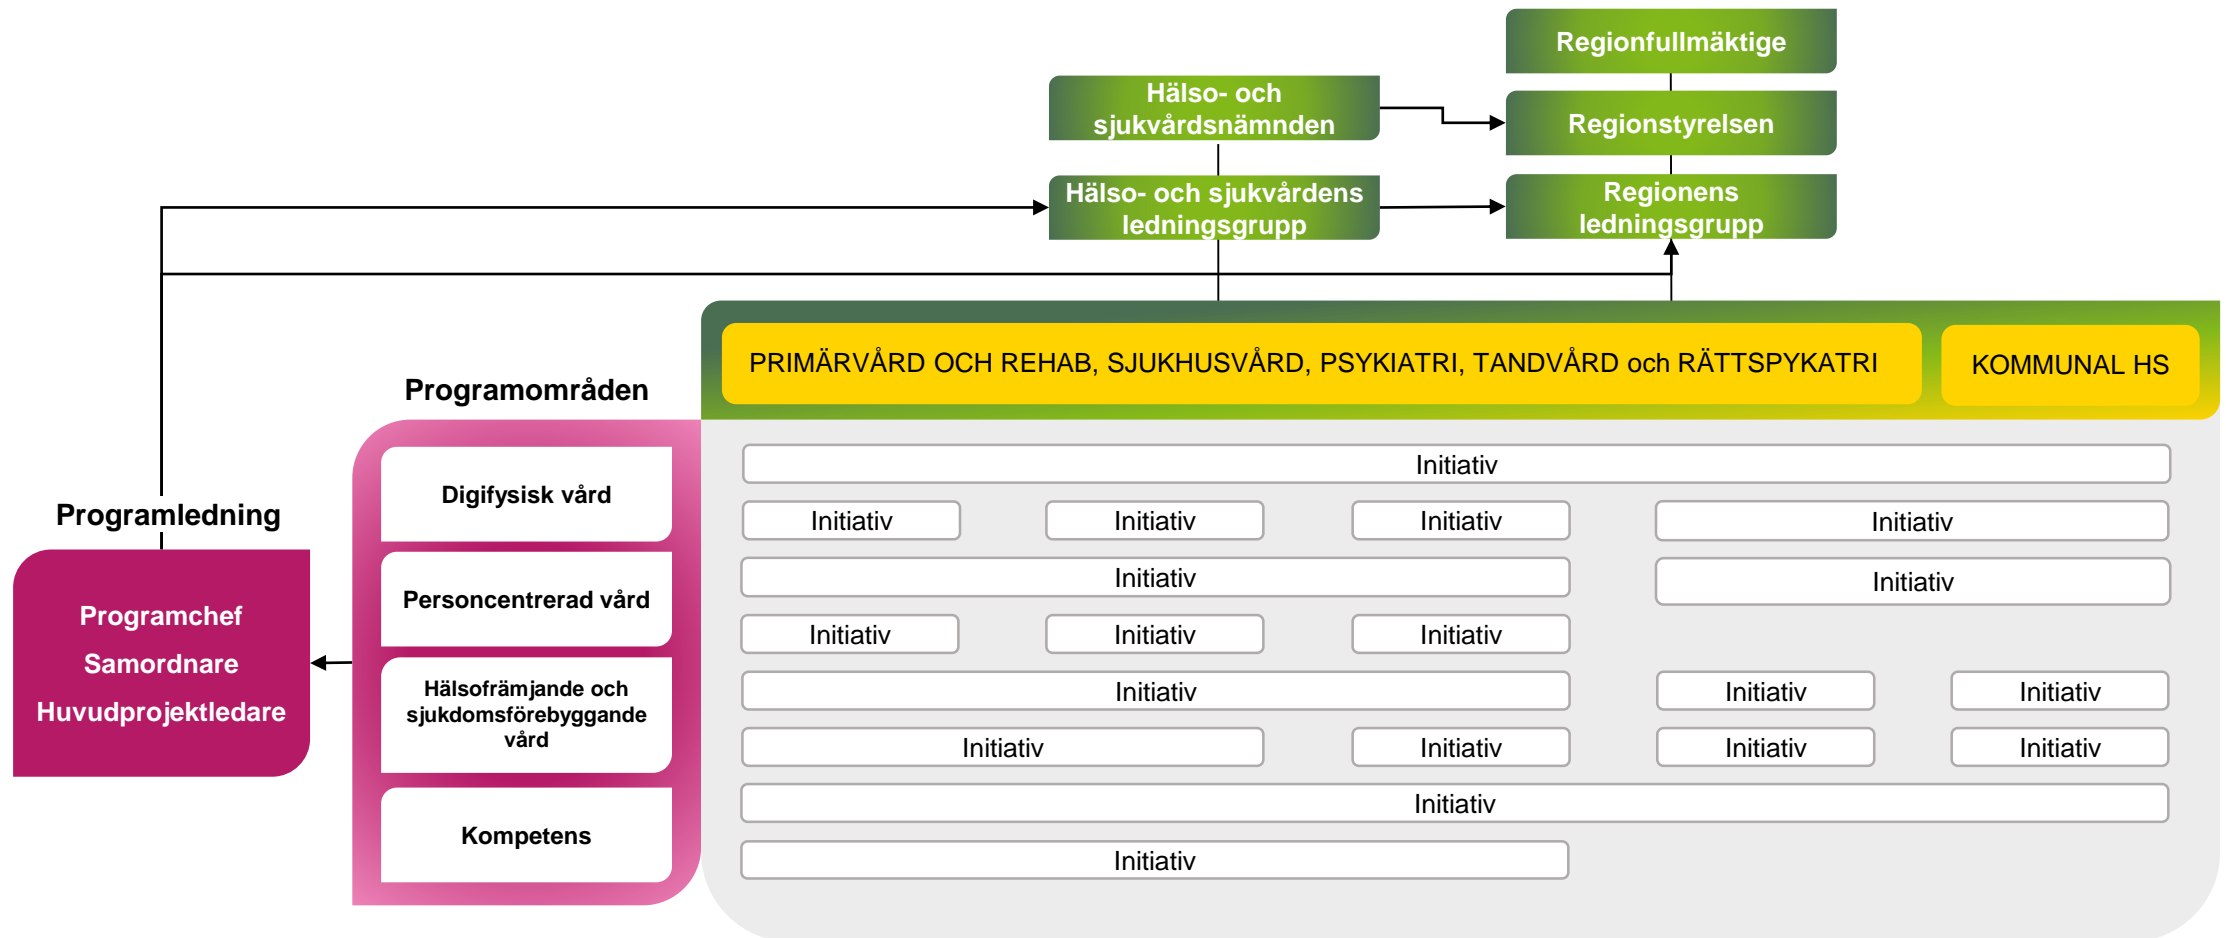 Regionfullmäktige
Hälso- och
sjukvårdsnämnden
Regionstyrelsen
Hälso- och sjukvårdens
ledningsgrupp
Regionens
ledningsgrupp
PRIMÄRVÅRD OCH REHAB, SJUKHUSVÅRD, PSYKIATRI, TANDVÅRD och RÄTTSPYKATRI
KOMMUNAL HS
Programområden
Digifysisk vård
Personcentrerad vård
Hälsofrämjande och
sjukdomsförebyggande
vård
Kompetens
Programledning
Programchef
Samordnare
Huvudprojektledare
Initiativ
Initiativ Initiativ Initiativ Initiativ
Initiativ Initiativ
Initiativ Initiativ Initiativ
Initiativ Initiativ Initiativ
Initiativ Initiativ Initiativ Initiativ
Initiativ
Initiativ